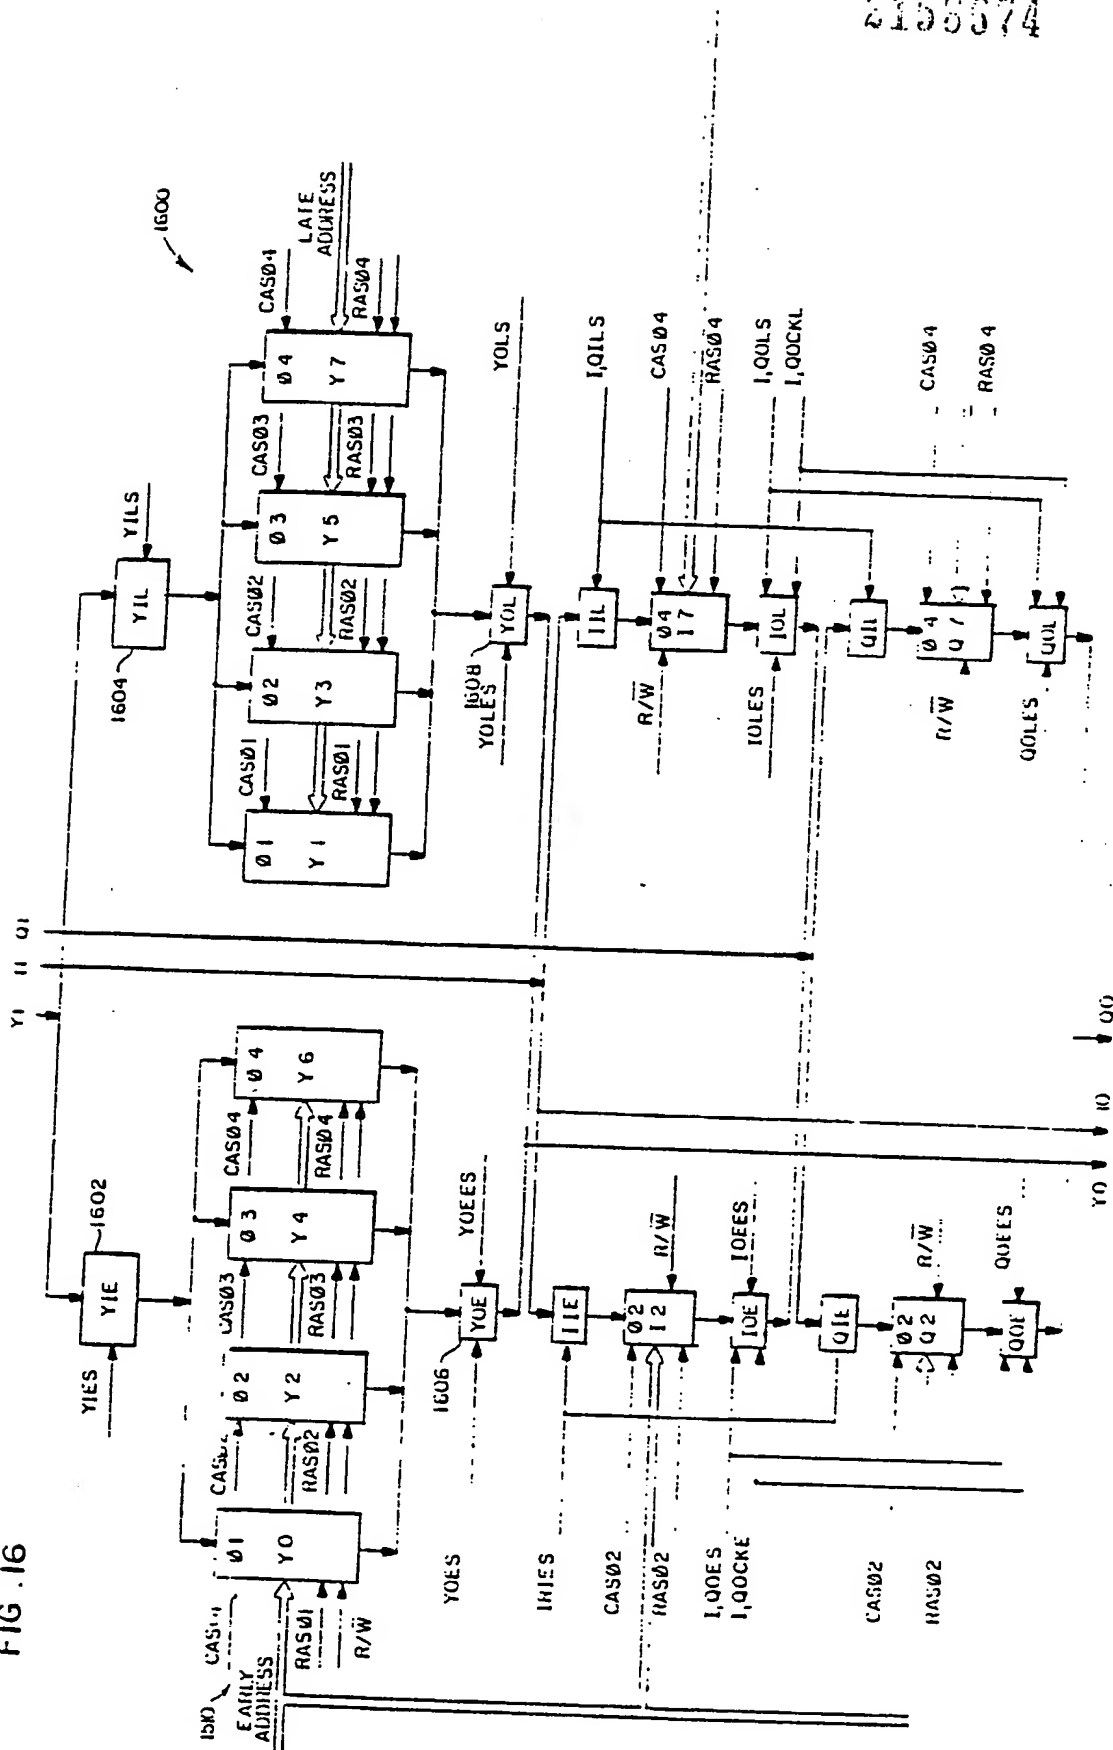 2158674
FIG.16
YI
II
QI
1600
YIES
YIE
1602
1604
YIL
YILS
EARLY
ADDRESS
RASØ1
R/W̅
Ø1
Y0
RASØ2
Ø2
Y2
CASØ3
RASØ3
Ø3
Y4
CASØ4
RASØ4
Ø4
Y6
Ø1
Y1
CASØ1
RASØ1
Ø2
Y3
CASØ2
RASØ2
Ø3
Y5
CASØ3
RASØ3
Ø4
Y7
CASØ4
RASØ4
LATE
ADDRESS
YOES
1606
YOE
YOEES
1608
YOLES
YOL
YOLS
IIE
IIL
I,QILS
CASØ2
RASØ2
Ø2
I2
R/W̅
R/W̅
Ø4
I7
CASØ4
RASØ4
I,QOES
I,QOCKE
IOE
IOEES
IOLES
IOL
I,QOLS
I,QOCKL
QIE
QIL
CASØ2
RASØ2
Ø2
Q2
R/W̅
R/W̅
Ø4
Q7
CASØ4
RASØ4
QOE
QOEES
QOLES
QOL
YO
IO
QO